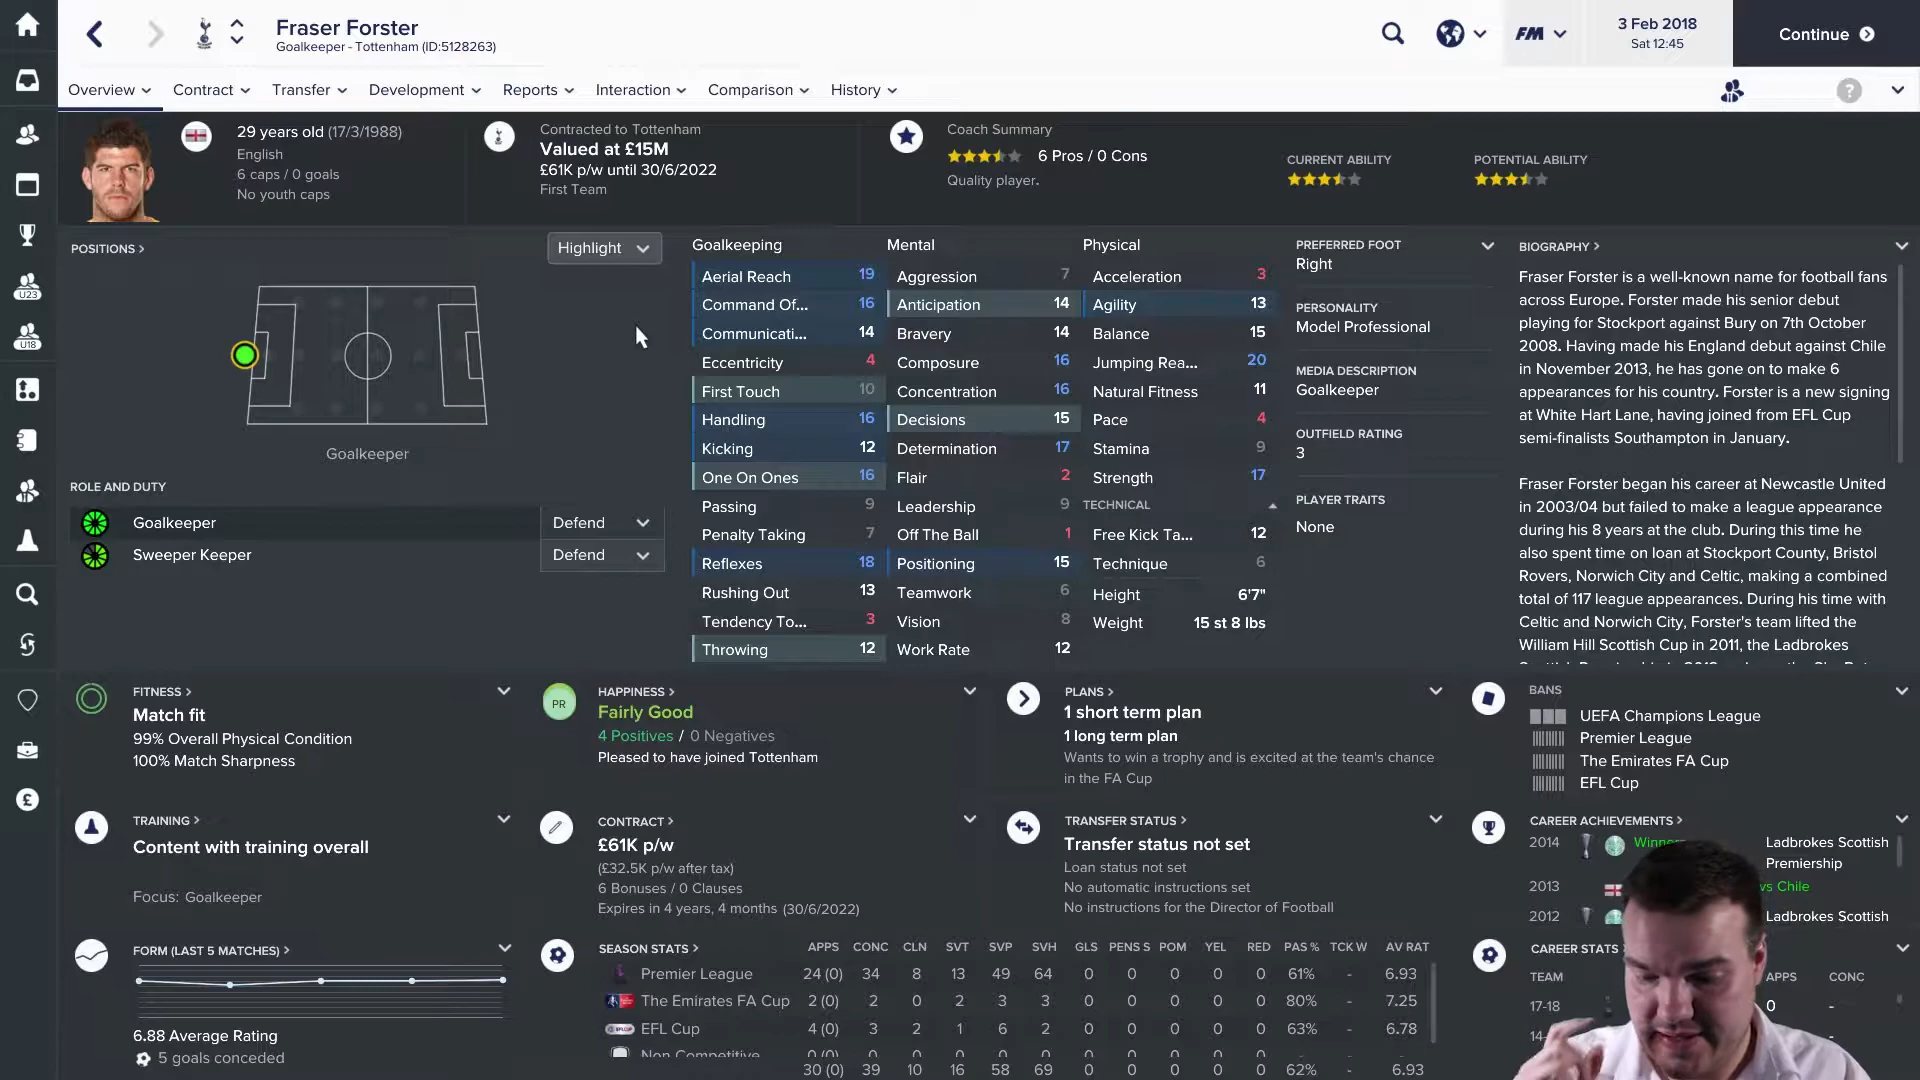 Fraser Forster
Goalkeeper - Tottenham (ID:5128263)
FM
3 Feb 2018
Sat 12:45
Continue
Overview
Contract
Transfer
Development
Reports
Interaction
Comparison
History
?
29 years old (17/3/1988)
English
6 caps / 0 goals
No youth caps
Contracted to Tottenham
Valued at £15M
£61K p/w until 30/6/2022
First Team
Coach Summary
6 Pros / 0 Cons
Quality player.
CURRENT ABILITY
POTENTIAL ABILITY
U23
U18
£
POSITIONS >
Highlight
Goalkeeper
ROLE AND DUTY
Goalkeeper Defend
Sweeper Keeper Defend
Goalkeeping
Aerial Reach 19
Command Of... 16
Communicati... 14
Eccentricity 4
First Touch 10
Handling 16
Kicking 12
One On Ones 16
Passing 9
Penalty Taking 7
Reflexes 18
Rushing Out 13
Tendency To... 3
Throwing 12
Mental
Aggression 7
Anticipation 14
Bravery 14
Composure 16
Concentration 16
Decisions 15
Determination 17
Flair 2
Leadership 9
Off The Ball 1
Positioning 15
Teamwork 6
Vision 8
Work Rate 12
Physical
Acceleration 3
Agility 13
Balance 15
Jumping Rea... 20
Natural Fitness 11
Pace 4
Stamina 9
Strength 17
TECHNICAL
Free Kick Ta... 12
Technique 6
Height 6'7"
Weight 15 st 8 lbs
PREFERRED FOOT
Right
PERSONALITY
Model Professional
MEDIA DESCRIPTION
Goalkeeper
OUTFIELD RATING
3
PLAYER TRAITS
None
BIOGRAPHY >
Fraser Forster is a well-known name for football fans
across Europe. Forster made his senior debut
playing for Stockport against Bury on 7th October
2008. Having made his England debut against Chile
in November 2013, he has gone on to make 6
appearances for his country. Forster is a new signing
at White Hart Lane, having joined from EFL Cup
semi-finalists Southampton in January.
Fraser Forster began his career at Newcastle United
in 2003/04 but failed to make a league appearance
during his 8 years at the club. During this time he
also spent time on loan at Stockport County, Bristol
Rovers, Norwich City and Celtic, making a combined
total of 117 league appearances. During his time with
Celtic and Norwich City, Forster's team lifted the
William Hill Scottish Cup in 2011, the Ladbrokes
FITNESS >
Match fit
99% Overall Physical Condition
100% Match Sharpness
PR
HAPPINESS >
Fairly Good
4 Positives / 0 Negatives
Pleased to have joined Tottenham
PLANS >
1 short term plan
1 long term plan
Wants to win a trophy and is excited at the team's chance
in the FA Cup
BANS
UEFA Champions League
Premier League
The Emirates FA Cup
EFL Cup
TRAINING >
Content with training overall
Focus: Goalkeeper
CONTRACT >
£61K p/w
(£32.5K p/w after tax)
6 Bonuses / 0 Clauses
Expires in 4 years, 4 months (30/6/2022)
TRANSFER STATUS >
Transfer status not set
Loan status not set
No automatic instructions set
No instructions for the Director of Football
CAREER ACHIEVEMENTS >
2014 Ladbrokes Scottish
Premiership
2013 vs Chile
2012 Ladbrokes Scottish
FORM (LAST 5 MATCHES) >
6.88 Average Rating
5 goals conceded
SEASON STATS > APPS CONC CLN SVT SVP SVH GLS PENS S POM YEL RED PAS % TCK W AV RAT
Premier League 24 (0) 34 8 13 49 64 0 0 0 0 0 61% - 6.93
The Emirates FA Cup 2 (0) 2 0 2 3 3 0 0 0 0 0 80% - 7.25
EFL Cup 4 (0) 3 2 1 6 2 0 0 0 0 0 63% - 6.78
Non Competitive 0 (0) 0 0 0 0 0 0 0 0 0 0 - - -
30 (0) 39 10 16 58 69 0 0 0 0 0 62% - 6.93
CAREER STATS
TEAM APPS CONC
17-18 0 -
14- -